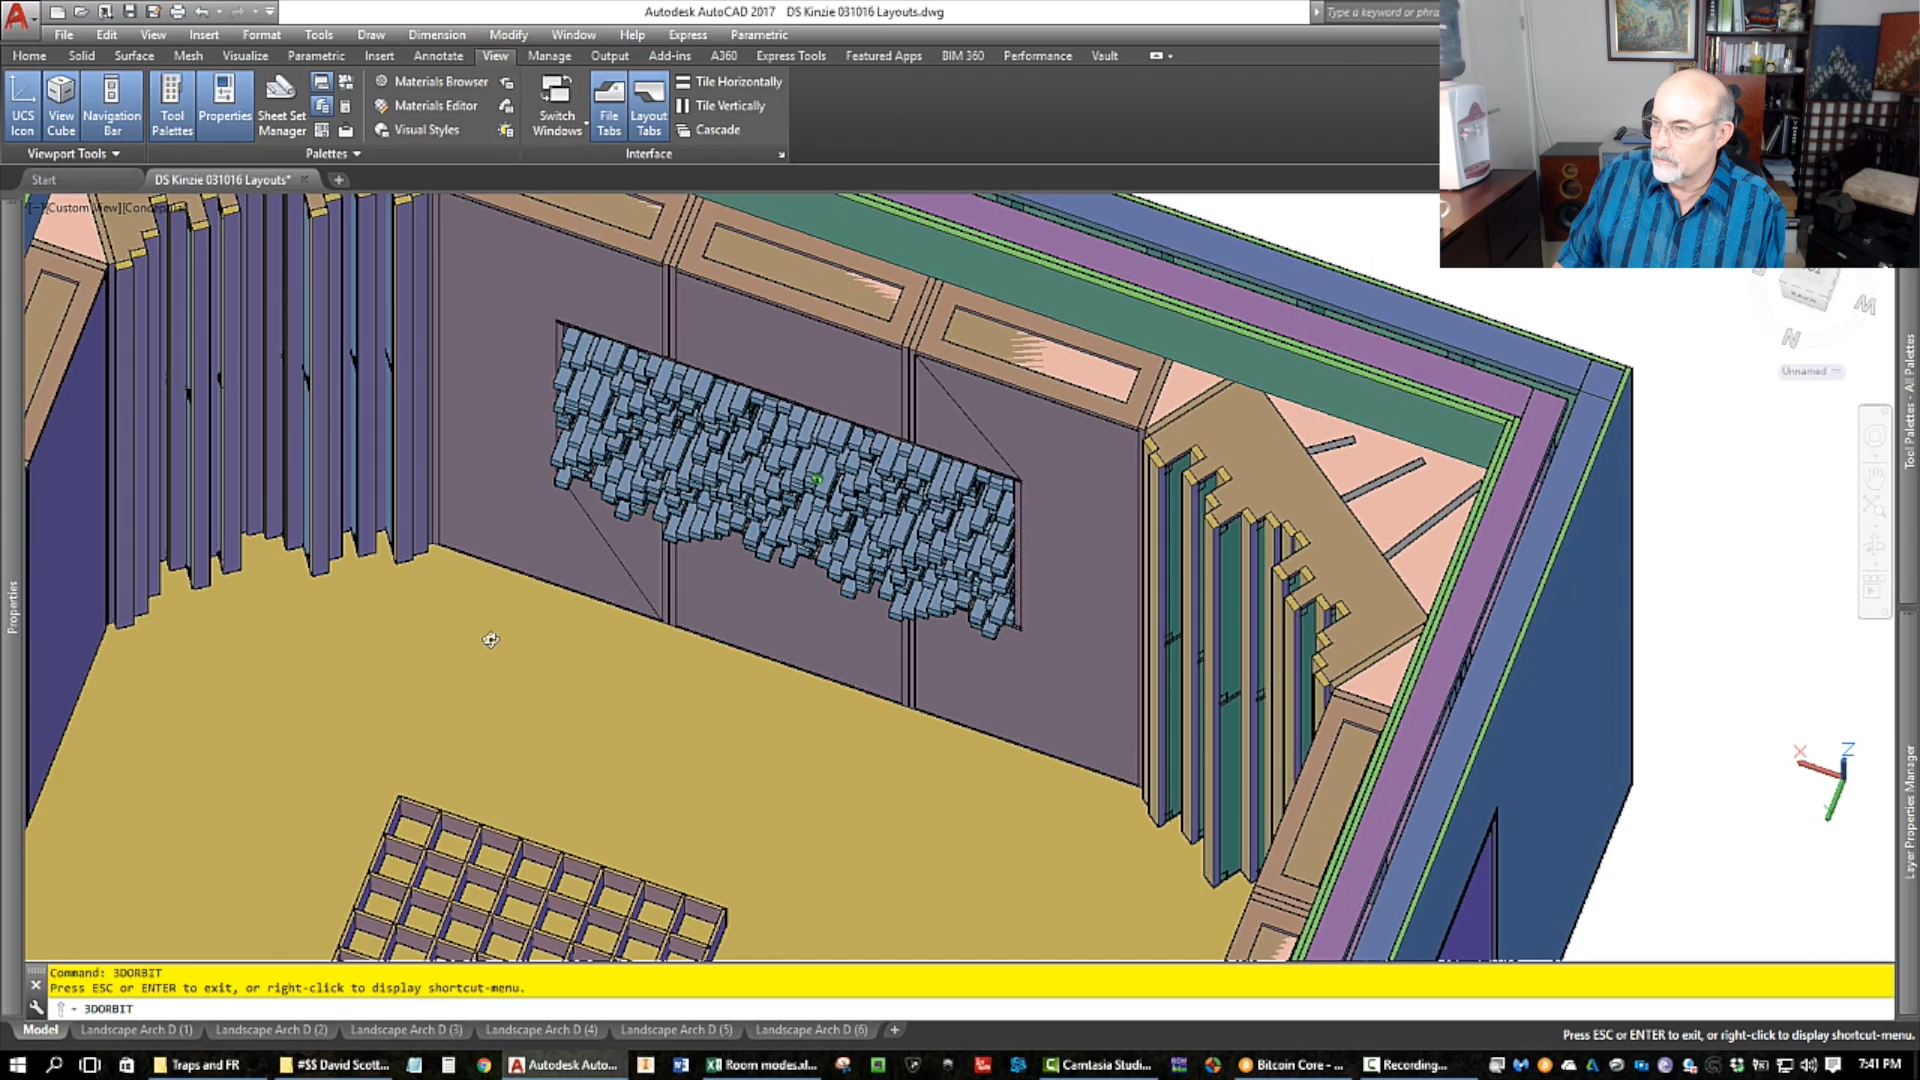 Autodesk AutoCAD 2017 DS Kinzie 031016 Layouts.dwg
Type a keyword or phra
File Edit View Insert Format Tools Draw Dimension Modify Window Help Express Parametric
Home Solid Surface Mesh Visualize Parametric Insert Annotate View Manage Output Add-ins A360 Express Tools Featured Apps BIM 360 Performance Vault
UCS Icon
View Cube
Navigation Bar
Tool Palettes
Properties
Sheet Set Manager
Materials Browser
Materials Editor
Visual Styles
Switch Windows
File Tabs
Layout Tabs
Tile Horizontally
Tile Vertically
Cascade
Viewport Tools
Palettes
Interface
Start
DS Kinzie 031016 Layouts*
[-][Custom View][Conceptual
W
N
Unnamed
Tool Palettes - All Palettes
Properties
Layer Properties Manager
X
Z
Command: 3DORBIT
Press ESC or ENTER to exit, or right-click to display shortcut-menu.
3DORBIT
Model Landscape Arch D (1) Landscape Arch D (2) Landscape Arch D (3) Landscape Arch D (4) Landscape Arch D (5) Landscape Arch D (6) +
Press ESC or ENTER to exit, or right-click to display shortcut-menu.
Traps and FR
#$$ David Scott...
Autodesk Auto...
Room modes.xl...
Camtasia Studi...
Bitcoin Core - ...
Recording...
7:41 PM